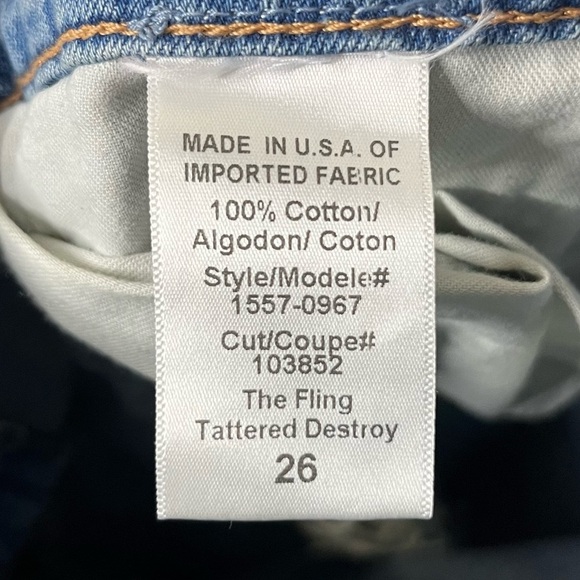 MADE IN U.S.A. OF
IMPORTED FABRIC
100% Cotton/
Algodon/ Coton
Style/Modele#
1557-0967
Cut/Coupe#
103852
The Fling
Tattered Destroy
26